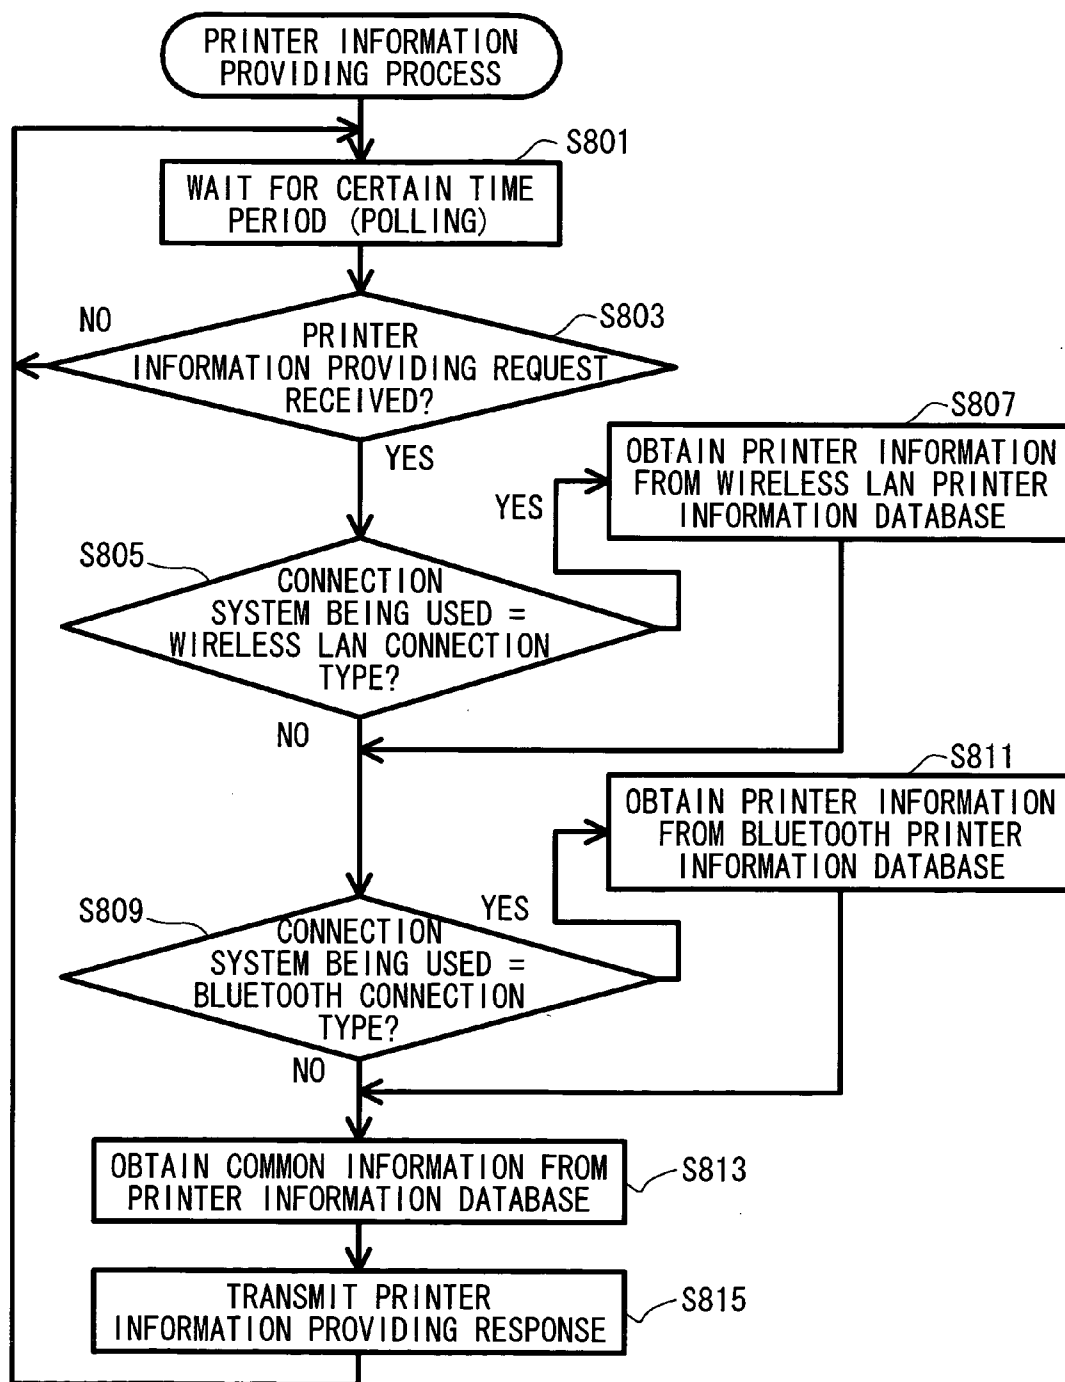 PRINTER INFORMATION
PROVIDING PROCESS
S801
WAIT FOR CERTAIN TIME
PERIOD (POLLING)
NO
S803
PRINTER
INFORMATION PROVIDING REQUEST
RECEIVED?
YES
S807
OBTAIN PRINTER INFORMATION
FROM WIRELESS LAN PRINTER
INFORMATION DATABASE
YES
S805
CONNECTION
SYSTEM BEING USED =
WIRELESS LAN CONNECTION
TYPE?
NO
S811
OBTAIN PRINTER INFORMATION
FROM BLUETOOTH PRINTER
INFORMATION DATABASE
YES
S809
CONNECTION
SYSTEM BEING USED =
BLUETOOTH CONNECTION
TYPE?
NO
OBTAIN COMMON INFORMATION FROM
PRINTER INFORMATION DATABASE
S813
TRANSMIT PRINTER
INFORMATION PROVIDING RESPONSE
S815